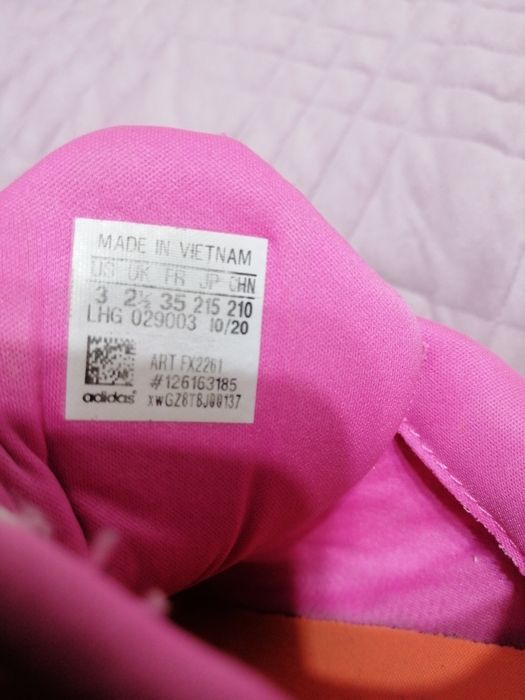 MADE IN VIETNAM
US UK FR JP CHN
3 2½ 35 215 210
LHG 029003 10/20
ART FX2261
#126163185
adidas xwGZ8TBJ00137